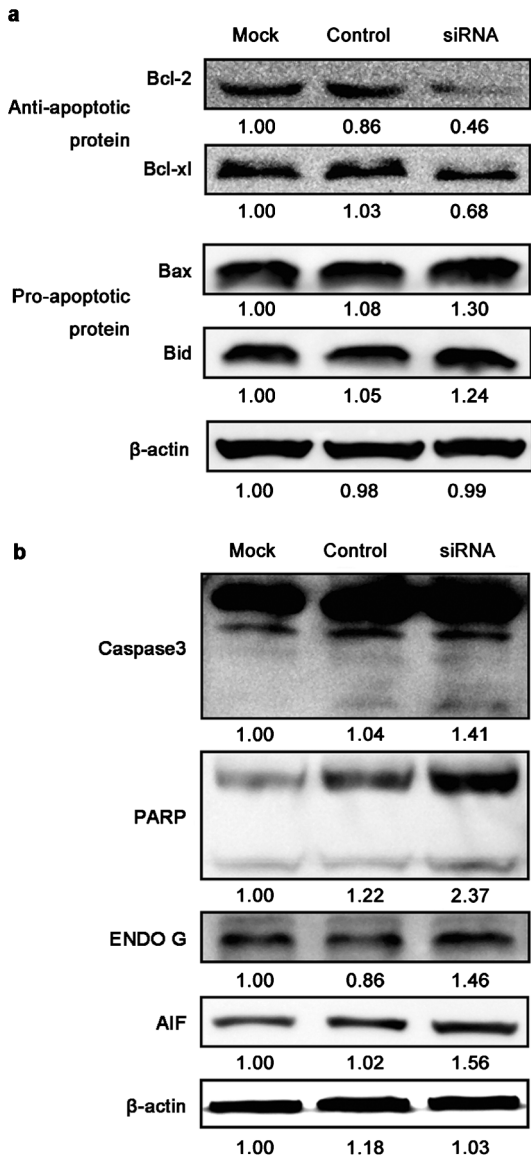 a
Mock Control siRNA
Bcl-2
Anti-apoptotic
protein
1.00 0.86 0.46
Bcl-xl
1.00 1.03 0.68
Bax
Pro-apoptotic
protein
1.00 1.08 1.30
Bid
1.00 1.05 1.24
β-actin
1.00 0.98 0.99
b
Mock Control siRNA
Caspase3
1.00 1.04 1.41
PARP
1.00 1.22 2.37
ENDO G
1.00 0.86 1.46
AIF
1.00 1.02 1.56
β-actin
1.00 1.18 1.03